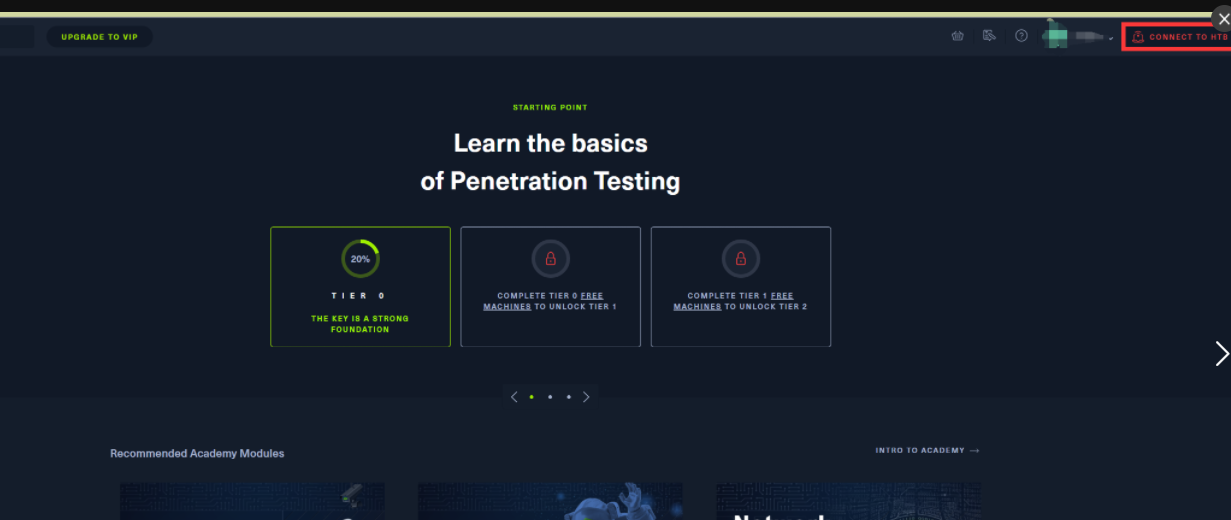 UPGRADE TO VIP
CONNECT TO HTB
STARTING POINT
Learn the basics
of Penetration Testing
20%
TIER 0
THE KEY IS A STRONG
FOUNDATION
COMPLETE TIER 0 FREE
MACHINES TO UNLOCK TIER 1
COMPLETE TIER 1 FREE
MACHINES TO UNLOCK TIER 2
Recommended Academy Modules
INTRO TO ACADEMY →